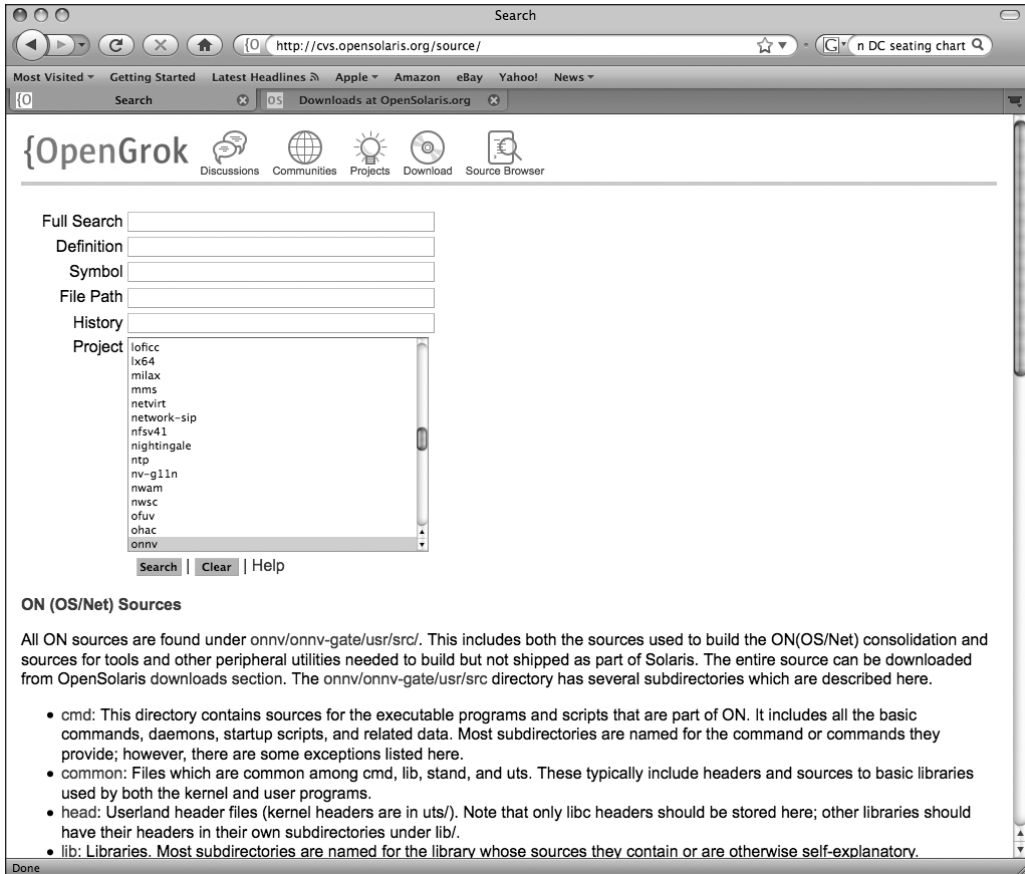 Search
{O http://cvs.opensolaris.org/source/ G n DC seating chart
Most Visited Getting Started Latest Headlines Apple Amazon eBay Yahoo! News
{O Search OS Downloads at OpenSolaris.org
{OpenGrok
Discussions Communities Projects Download Source Browser
Full Search
Definition
Symbol
File Path
History
Project
loficc
lx64
milax
mms
netvirt
network-sip
nfsv41
nightingale
ntp
nv-g11n
nwam
nwsc
ofuv
ohac
onnv
Search | Clear | Help
ON (OS/Net) Sources
All ON sources are found under onnv/onnv-gate/usr/src/. This includes both the sources used to build the ON(OS/Net) consolidation and
sources for tools and other peripheral utilities needed to build but not shipped as part of Solaris. The entire source can be downloaded
from OpenSolaris downloads section. The onnv/onnv-gate/usr/src directory has several subdirectories which are described here.
• cmd: This directory contains sources for the executable programs and scripts that are part of ON. It includes all the basic
commands, daemons, startup scripts, and related data. Most subdirectories are named for the command or commands they
provide; however, there are some exceptions listed here.
• common: Files which are common among cmd, lib, stand, and uts. These typically include headers and sources to basic libraries
used by both the kernel and user programs.
• head: Userland header files (kernel headers are in uts/). Note that only libc headers should be stored here; other libraries should
have their headers in their own subdirectories under lib/.
• lib: Libraries. Most subdirectories are named for the library whose sources they contain or are otherwise self-explanatory.
Done